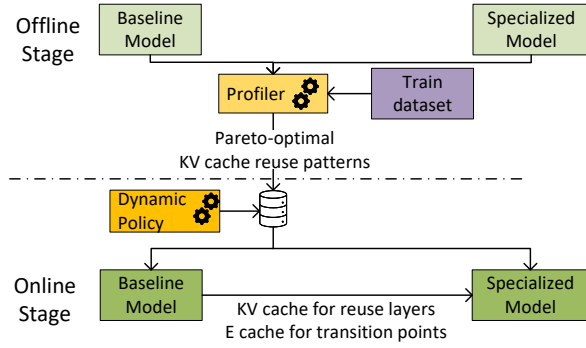 Offline
Stage
Baseline
Model
Specialized
Model
Profiler
Train
dataset
Pareto-optimal
KV cache reuse patterns
Dynamic
Policy
Online
Stage
Baseline
Model
KV cache for reuse layers
E cache for transition points
Specialized
Model